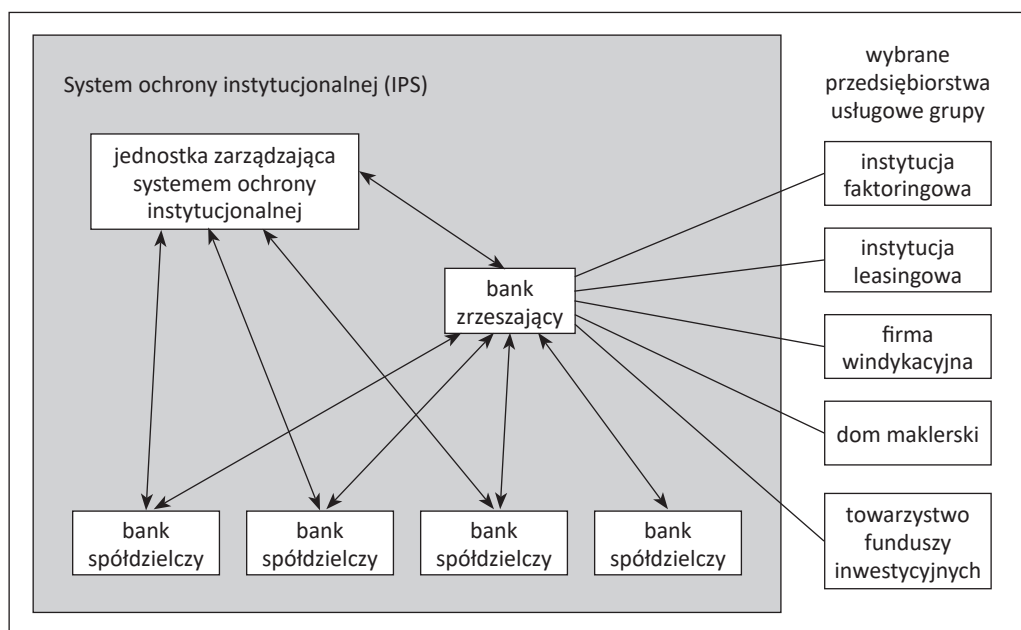 System ochrony instytucjonalnej (IPS)
wybrane
przedsiębiorstwa
usługowe grupy
jednostka zarządzająca
systemem ochrony
instytucjonalnej
bank
zrzeszający
instytucja
faktoringowa
instytucja
leasingowa
firma
windykacyjna
dom maklerski
towarzystwo
funduszy
inwestycyjnych
bank
spółdzielczy
bank
spółdzielczy
bank
spółdzielczy
bank
spółdzielczy